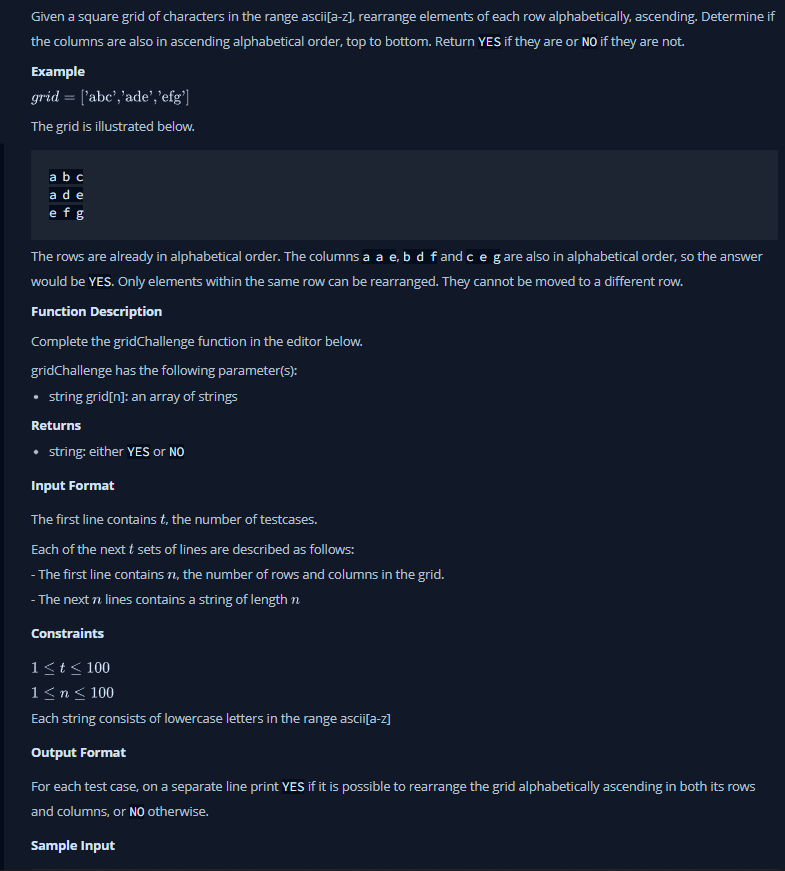 Given a square grid of characters in the range ascii[a-z], rearrange elements of each row alphabetically, ascending. Determine if
the columns are also in ascending alphabetical order, top to bottom. Return YES if they are or NO if they are not.
Example
grid = ['abc','ade','efg']
The grid is illustrated below.
a b c
a d e
e f g
The rows are already in alphabetical order. The columns a a e, b d f and c e g are also in alphabetical order, so the answer
would be YES. Only elements within the same row can be rearranged. They cannot be moved to a different row.
Function Description
Complete the gridChallenge function in the editor below.
gridChallenge has the following parameter(s):
• string grid[n]: an array of strings
Returns
• string: either YES or NO
Input Format
The first line contains t, the number of testcases.
Each of the next t sets of lines are described as follows:
- The first line contains n, the number of rows and columns in the grid.
- The next n lines contains a string of length n
Constraints
1 ≤ t ≤ 100
1 ≤ n ≤ 100
Each string consists of lowercase letters in the range ascii[a-z]
Output Format
For each test case, on a separate line print YES if it is possible to rearrange the grid alphabetically ascending in both its rows
and columns, or NO otherwise.
Sample Input